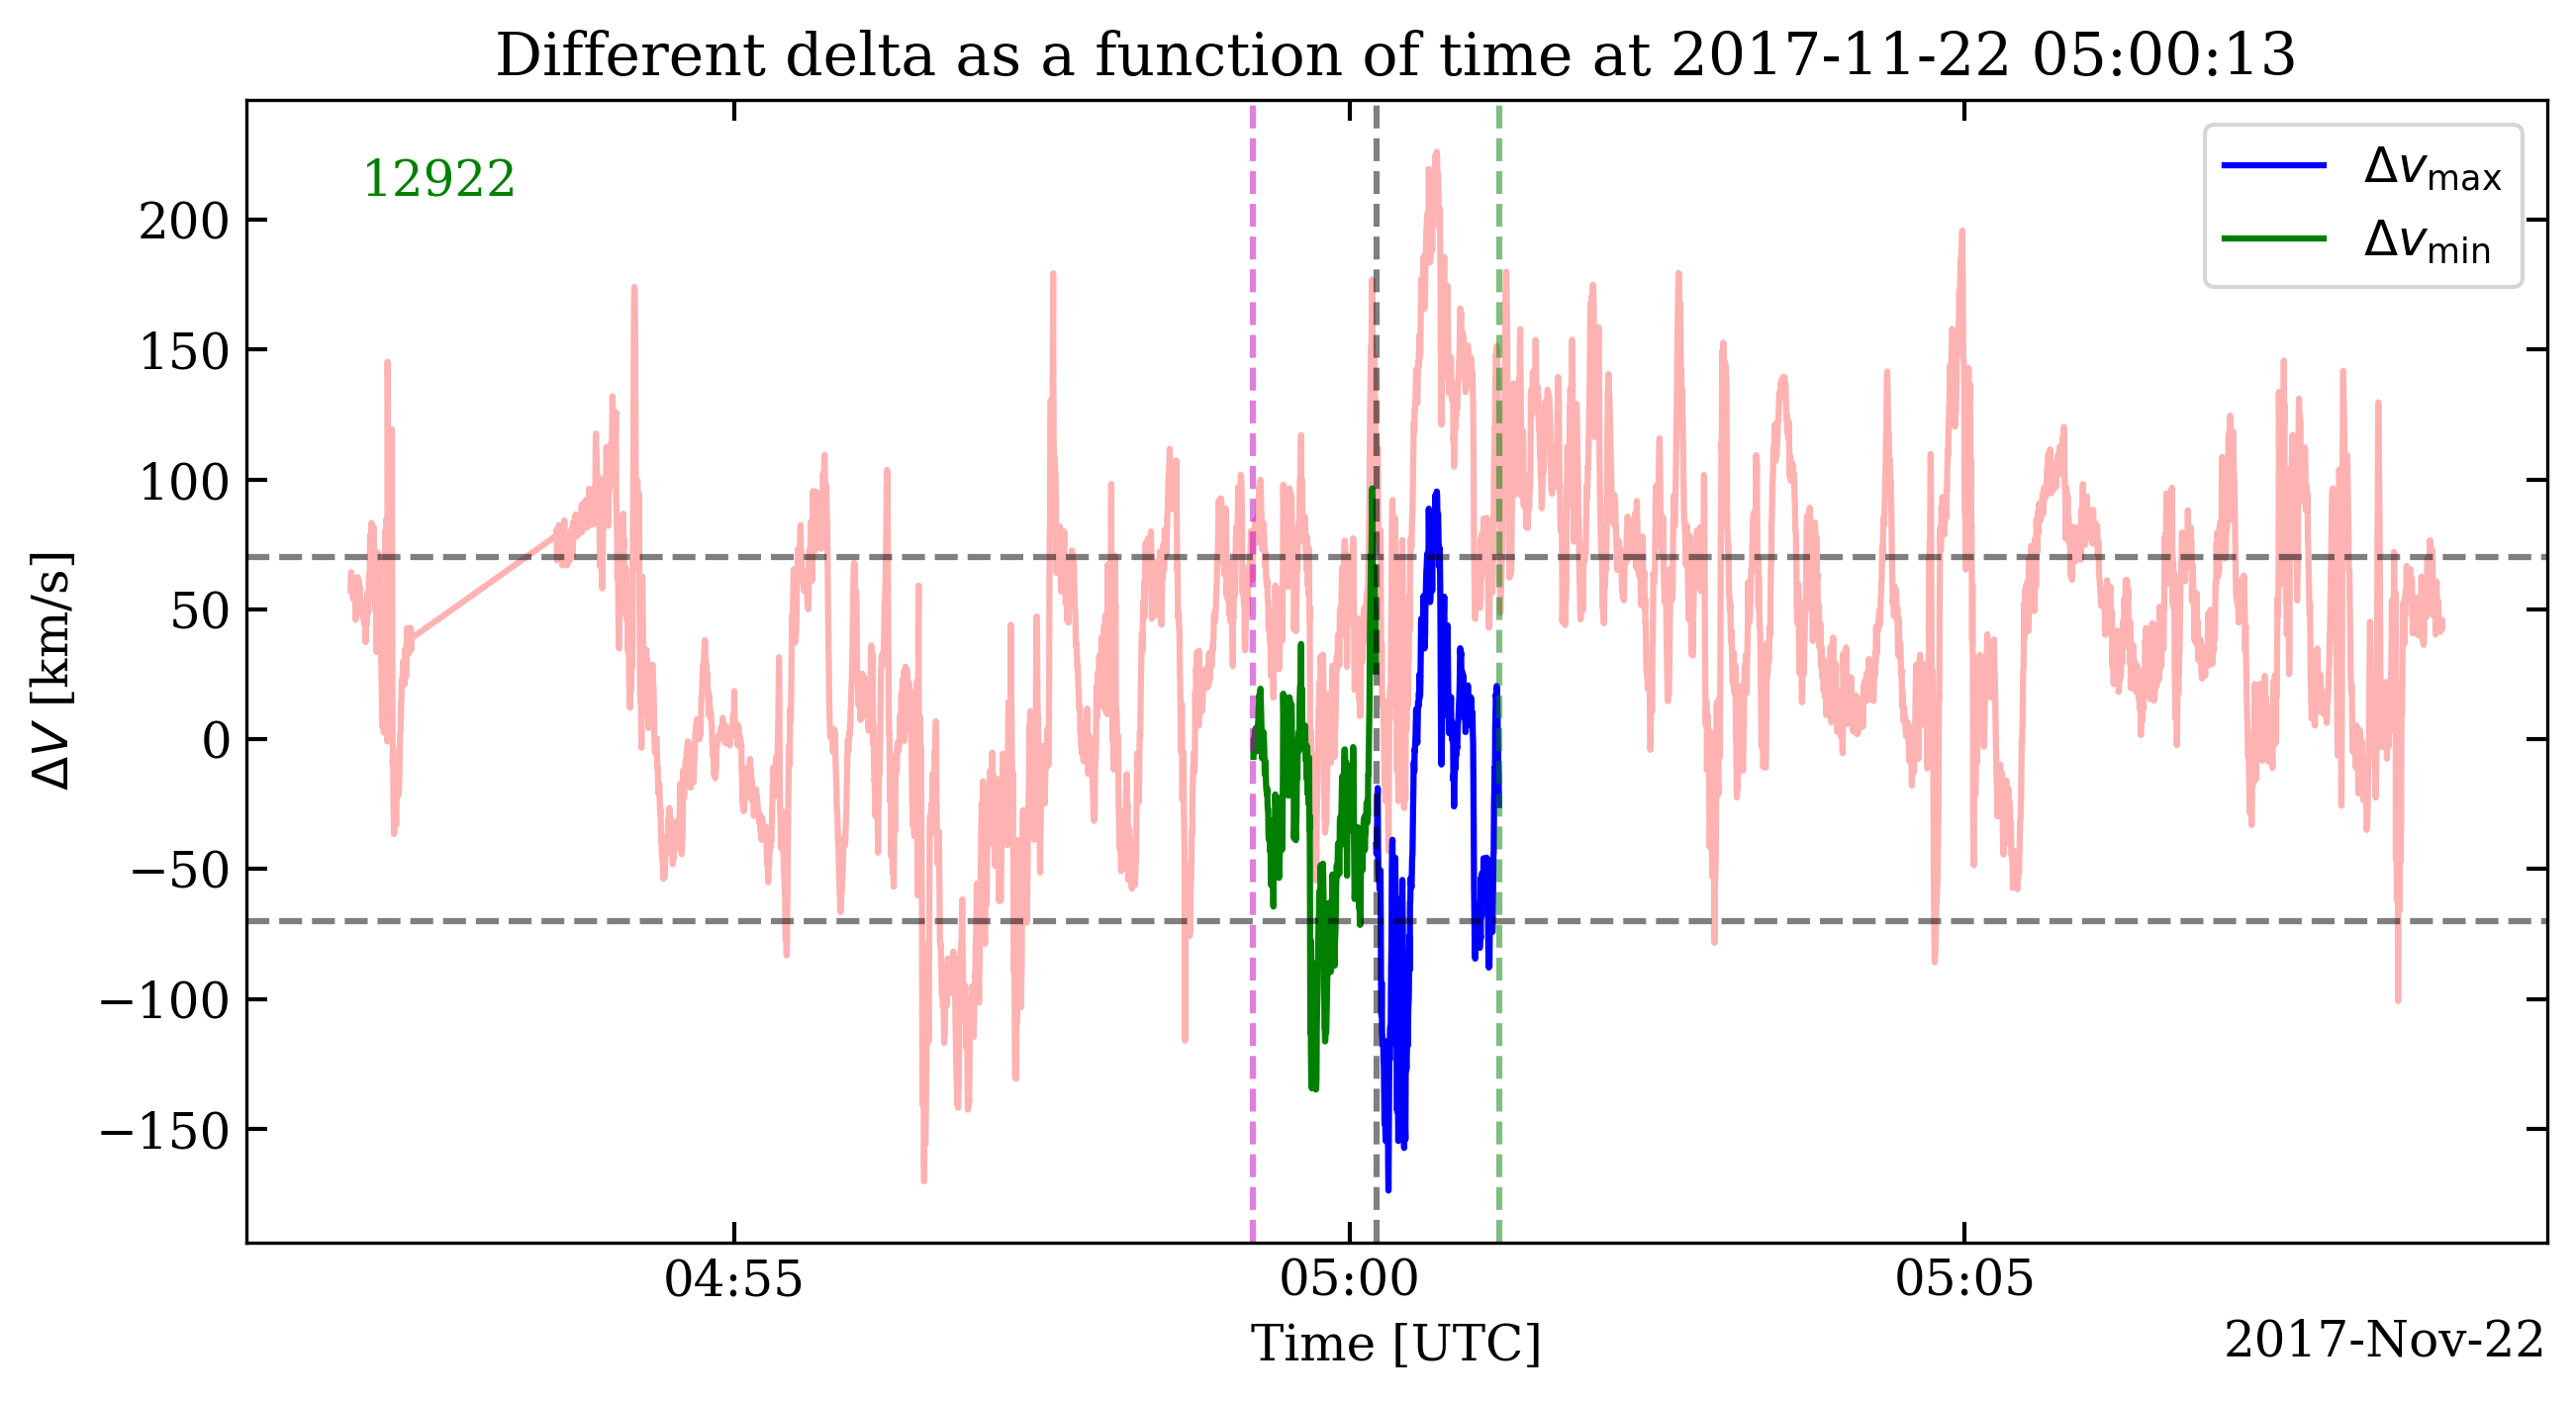 Different delta as a function of time at 2017-11-22 05:00:13
12922
Δv_max
Δv_min
200
150
100
50
0
−50
−100
−150
ΔV [km/s]
04:55 05:00 05:05
Time [UTC]
2017-Nov-22